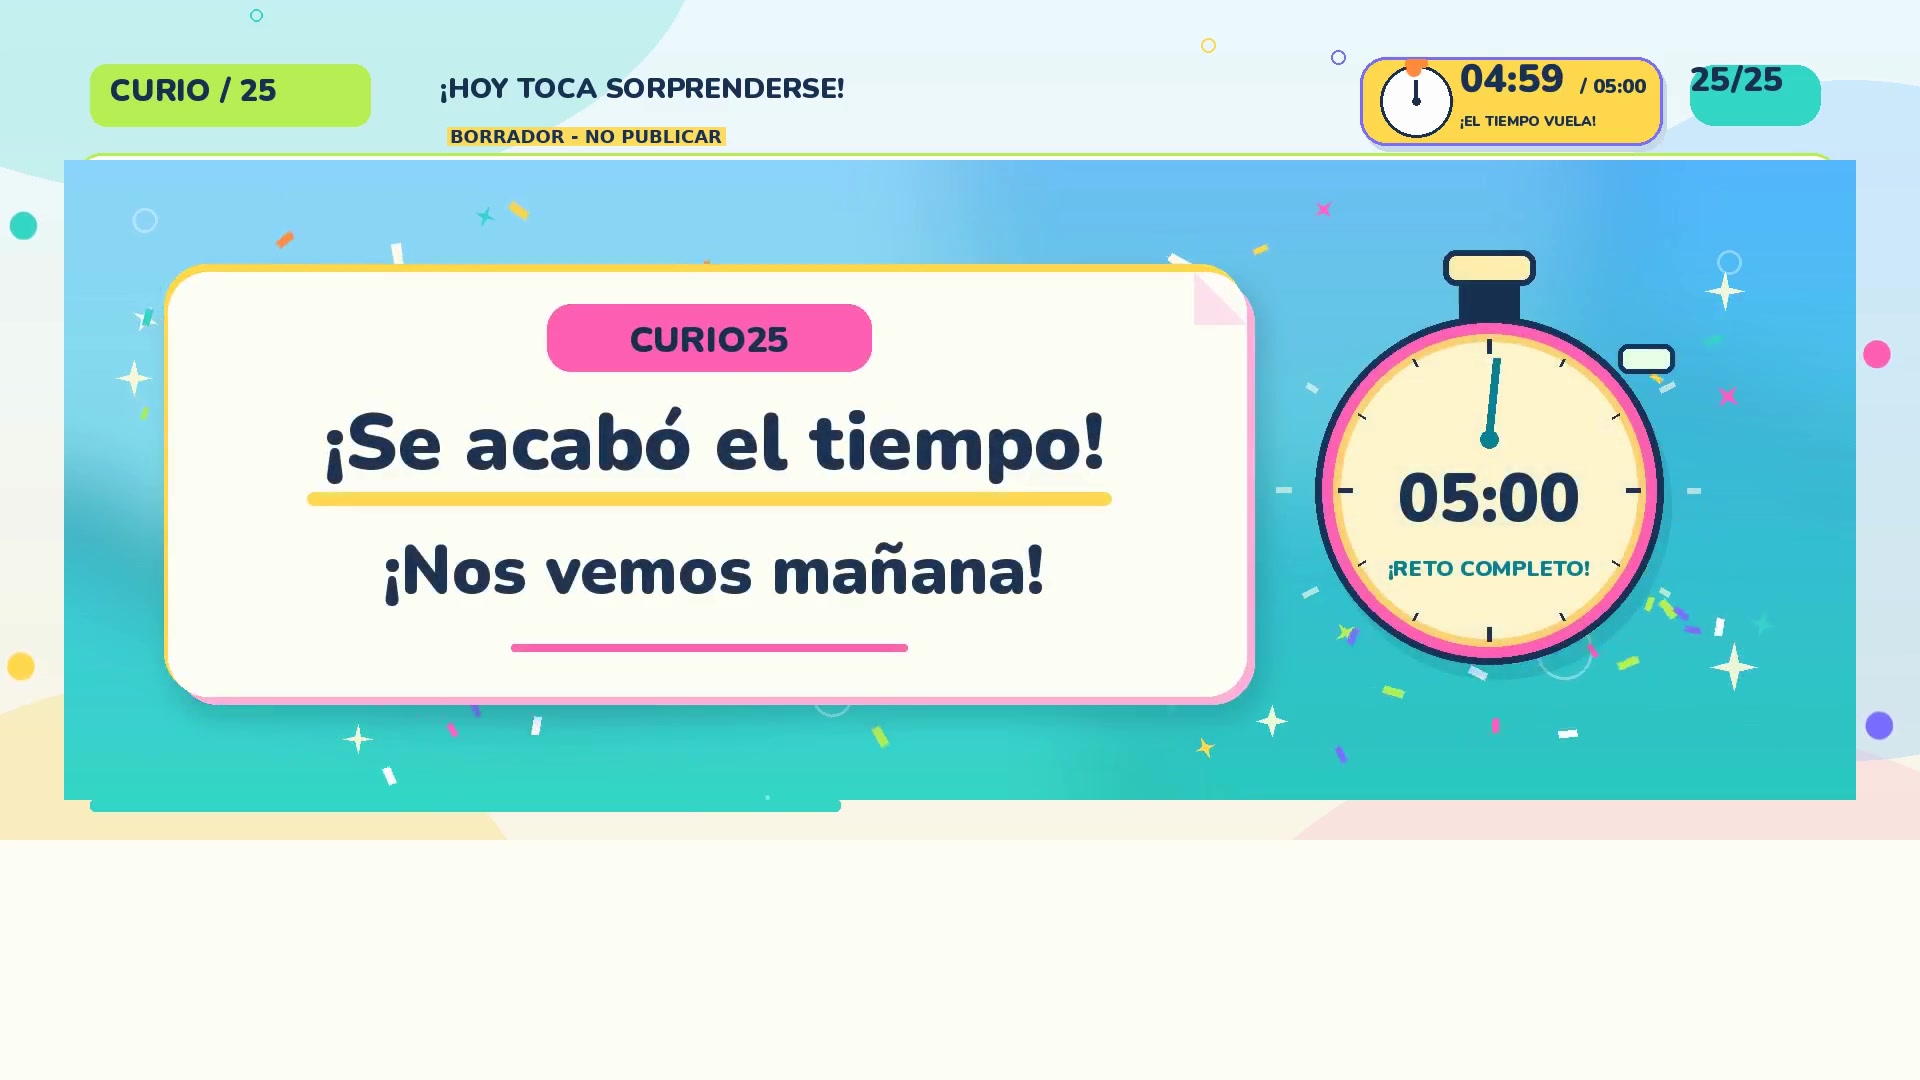 CURIO / 25
¡HOY TOCA SORPRENDERSE!
BORRADOR - NO PUBLICAR
04:59 / 05:00
¡EL TIEMPO VUELA!
25/25
CURIO25
¡Se acabó el tiempo!
¡Nos vemos mañana!
05:00
¡RETO COMPLETO!